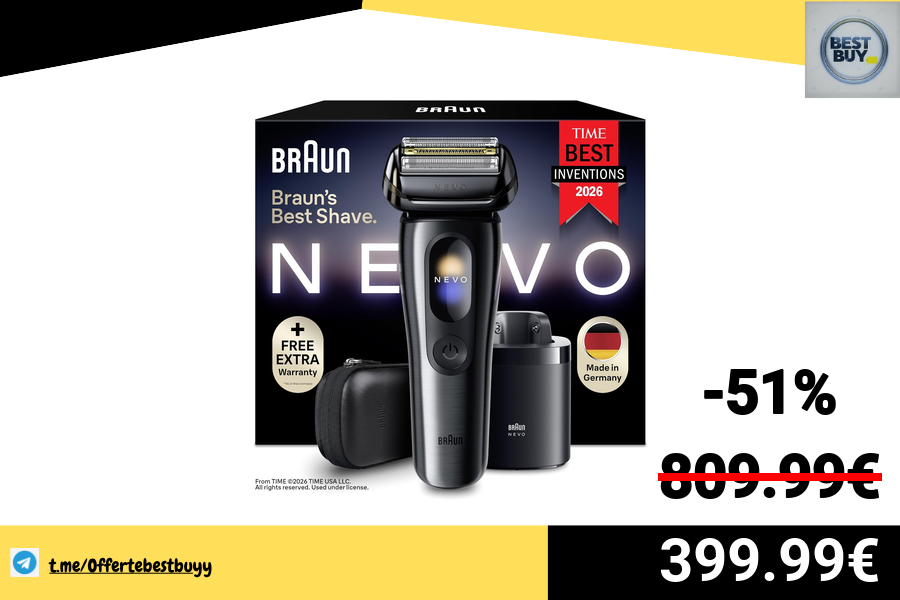 BEST
BUY
BRAUN
BRAUN
Braun's
Best Shave.
TIME
BEST
INVENTIONS
2026
NEVO
NEVO
NEVO
+
FREE
EXTRA
Warranty
Made in
Germany
BRAUN
BRAUN
NEVO
From TIME ©2026 TIME USA LLC.
All rights reserved. Used under license.
-51%
809.99€
399.99€
t.me/Offertebestbuyy